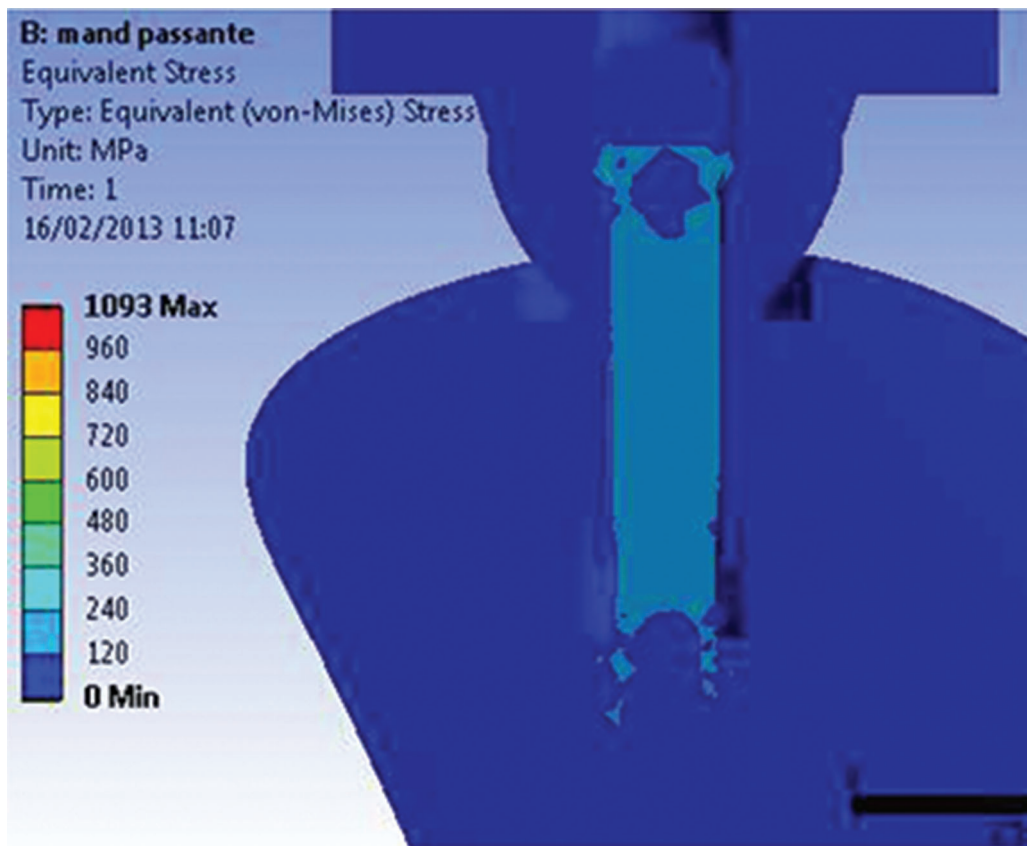 B: mand passante
Equivalent Stress
Type: Equivalent (von-Mises) Stress
Unit: MPa
Time: 1
16/02/2013 11:07
1093 Max
960
840
720
600
480
360
240
120
0 Min